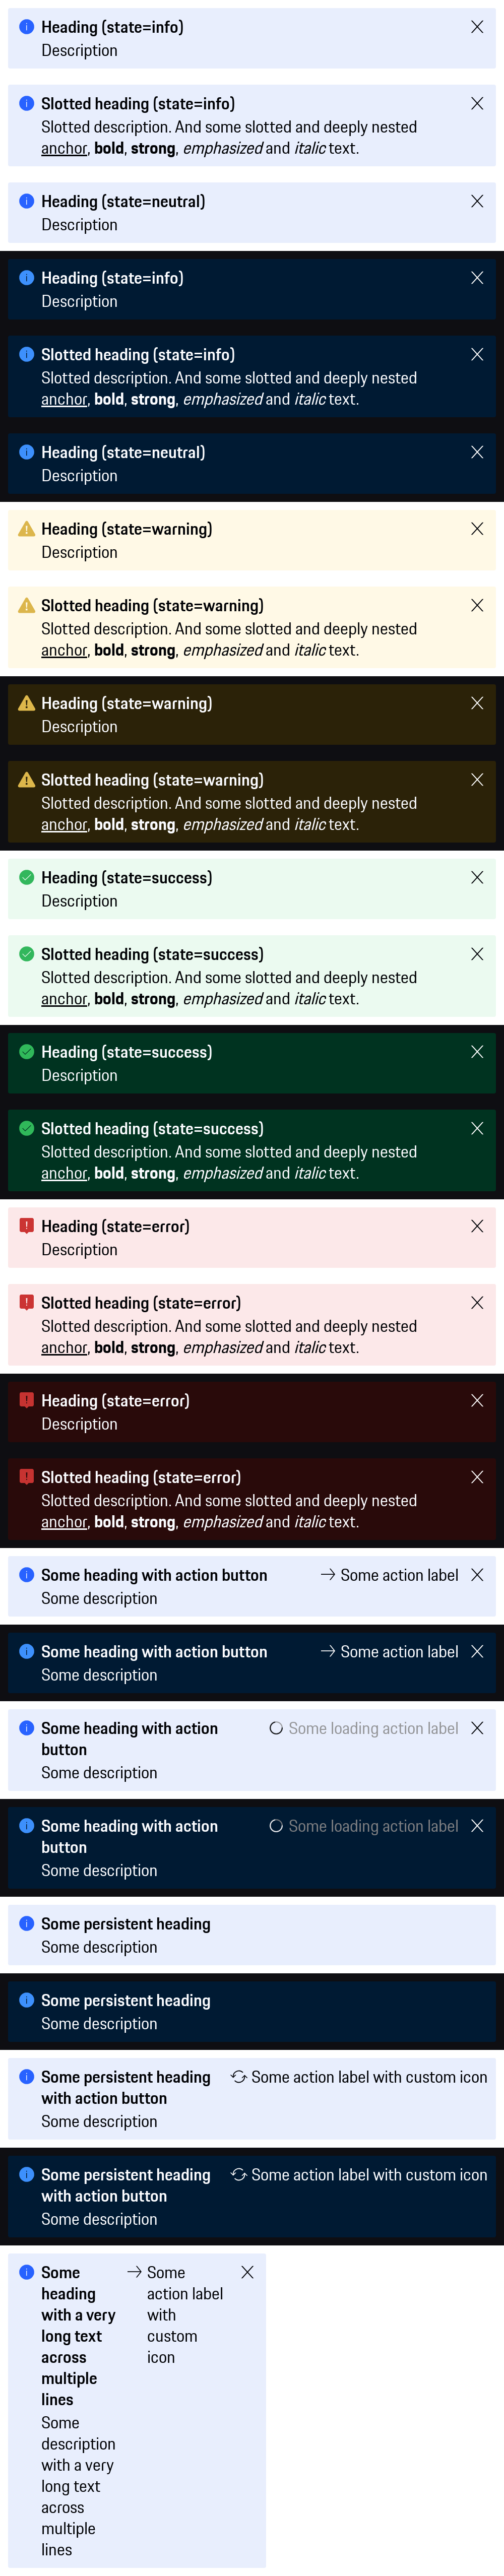 Heading (state=info)
Description
Slotted heading (state=info)
Slotted description. And some slotted and deeply nested
anchor, bold, strong, emphasized and italic text.
Heading (state=neutral)
Description
Heading (state=info)
Description
Slotted heading (state=info)
Slotted description. And some slotted and deeply nested
anchor, bold, strong, emphasized and italic text.
Heading (state=neutral)
Description
Heading (state=warning)
Description
Slotted heading (state=warning)
Slotted description. And some slotted and deeply nested
anchor, bold, strong, emphasized and italic text.
Heading (state=warning)
Description
Slotted heading (state=warning)
Slotted description. And some slotted and deeply nested
anchor, bold, strong, emphasized and italic text.
Heading (state=success)
Description
Slotted heading (state=success)
Slotted description. And some slotted and deeply nested
anchor, bold, strong, emphasized and italic text.
Heading (state=success)
Description
Slotted heading (state=success)
Slotted description. And some slotted and deeply nested
anchor, bold, strong, emphasized and italic text.
Heading (state=error)
Description
Slotted heading (state=error)
Slotted description. And some slotted and deeply nested
anchor, bold, strong, emphasized and italic text.
Heading (state=error)
Description
Slotted heading (state=error)
Slotted description. And some slotted and deeply nested
anchor, bold, strong, emphasized and italic text.
Some heading with action button
Some description
Some action label
Some heading with action button
Some description
Some action label
Some heading with action
button
Some description
Some loading action label
Some heading with action
button
Some description
Some loading action label
Some persistent heading
Some description
Some persistent heading
Some description
Some persistent heading
with action button
Some description
Some action label with custom icon
Some persistent heading
with action button
Some description
Some action label with custom icon
Some
heading
with a very
long text
across
multiple
lines
Some
description
with a very
long text
across
multiple
lines
Some
action label
with
custom
icon